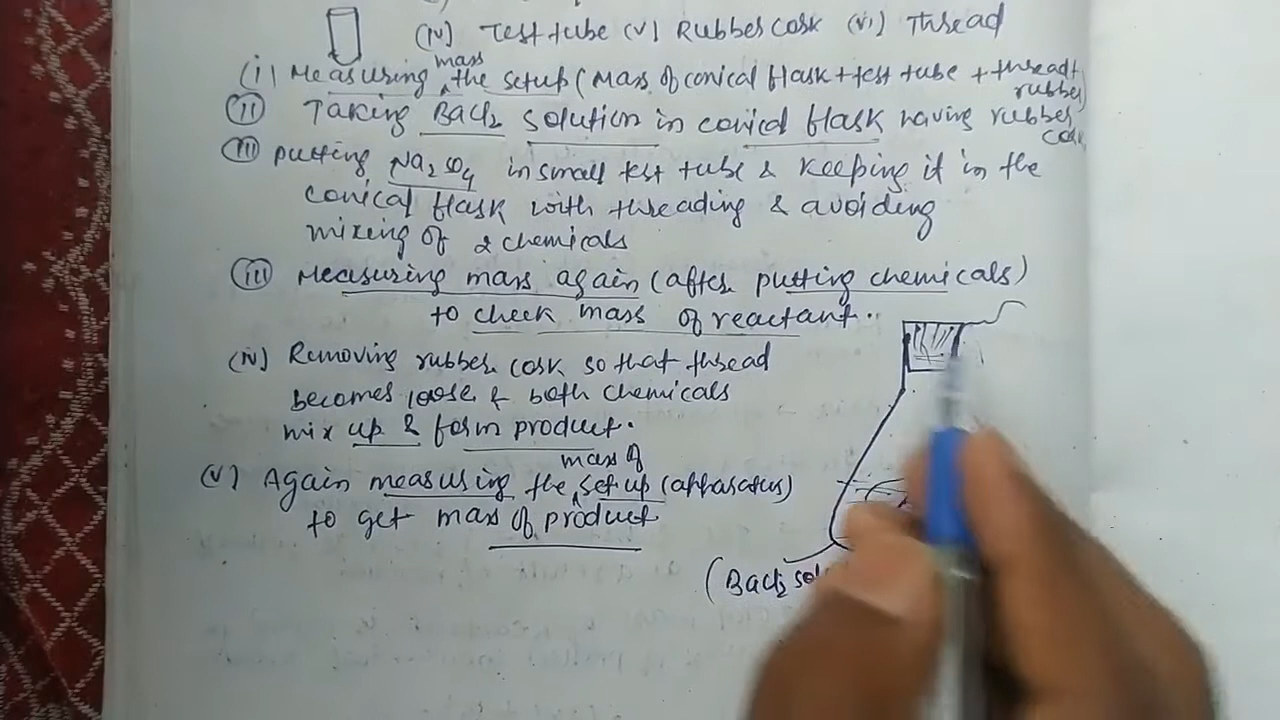 (IV) Test tube (V) Rubber cork (VI) Thread
mass
(i) Measuring ^ the setup (Mass of conical flask + test tube + thread +
rubber)
(II) Taking BaCl2 solution in conical flask having rubber
cork
(III) putting Na2SO4 in small test tube & keeping it in the
conical flask with threading & avoiding
mixing of 2 chemicals
(III) Measuring mass again (after putting chemicals)
to check mass of reactant.
(IV) Removing rubber cork so that thread
becomes loose & both chemicals
mix up & form product.
mass of
(V) Again measuring the ^ set up (apparatus)
to get mass of product
(BaCl2 sol